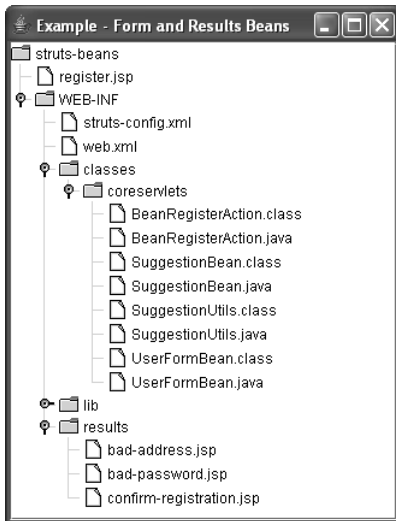 Example - Form and Results Beans
struts-beans
register.jsp
WEB-INF
struts-config.xml
web.xml
classes
coreservlets
BeanRegisterAction.class
BeanRegisterAction.java
SuggestionBean.class
SuggestionBean.java
SuggestionUtils.class
SuggestionUtils.java
UserFormBean.class
UserFormBean.java
lib
results
bad-address.jsp
bad-password.jsp
confirm-registration.jsp